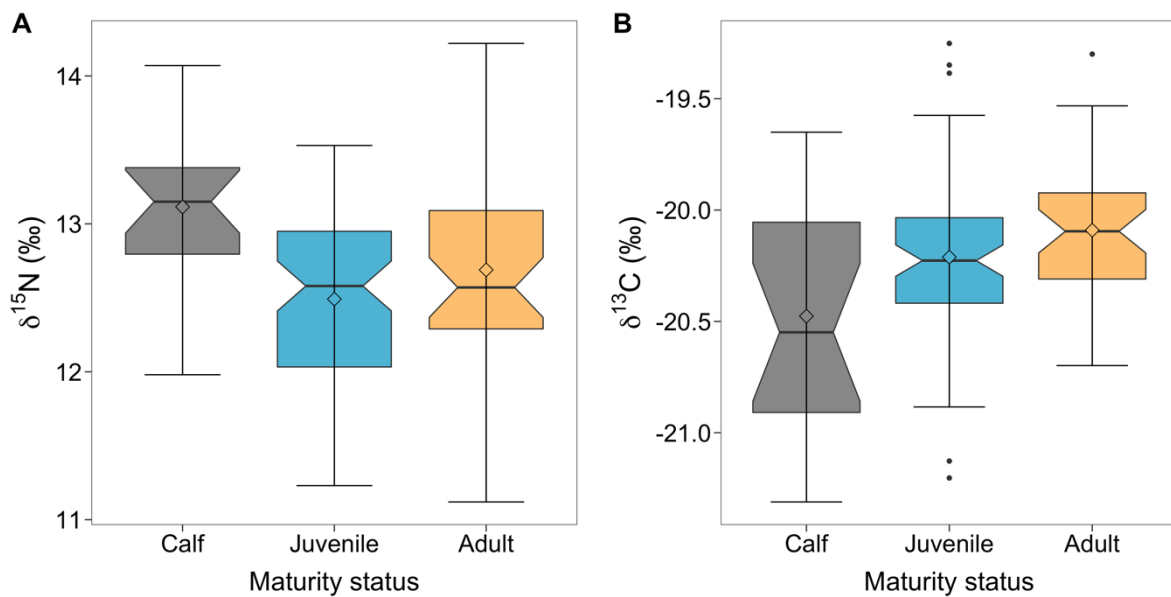 A
δ15N (‰)
14
13
12
11
Calf Juvenile Adult
Maturity status
B
δ13C (‰)
-19.5
-20.0
-20.5
-21.0
Calf Juvenile Adult
Maturity status